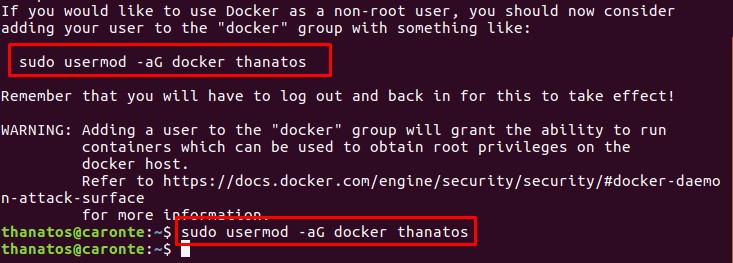 If you would like to use Docker as a non-root user, you should now consider
adding your user to the "docker" group with something like:
sudo usermod -aG docker thanatos
Remember that you will have to log out and back in for this to take effect!
WARNING: Adding a user to the "docker" group will grant the ability to run
containers which can be used to obtain root privileges on the
docker host.
Refer to https://docs.docker.com/engine/security/security/#docker-daemo
n-attack-surface
for more information.
thanatos@caronte:~$ sudo usermod -aG docker thanatos
thanatos@caronte:~$